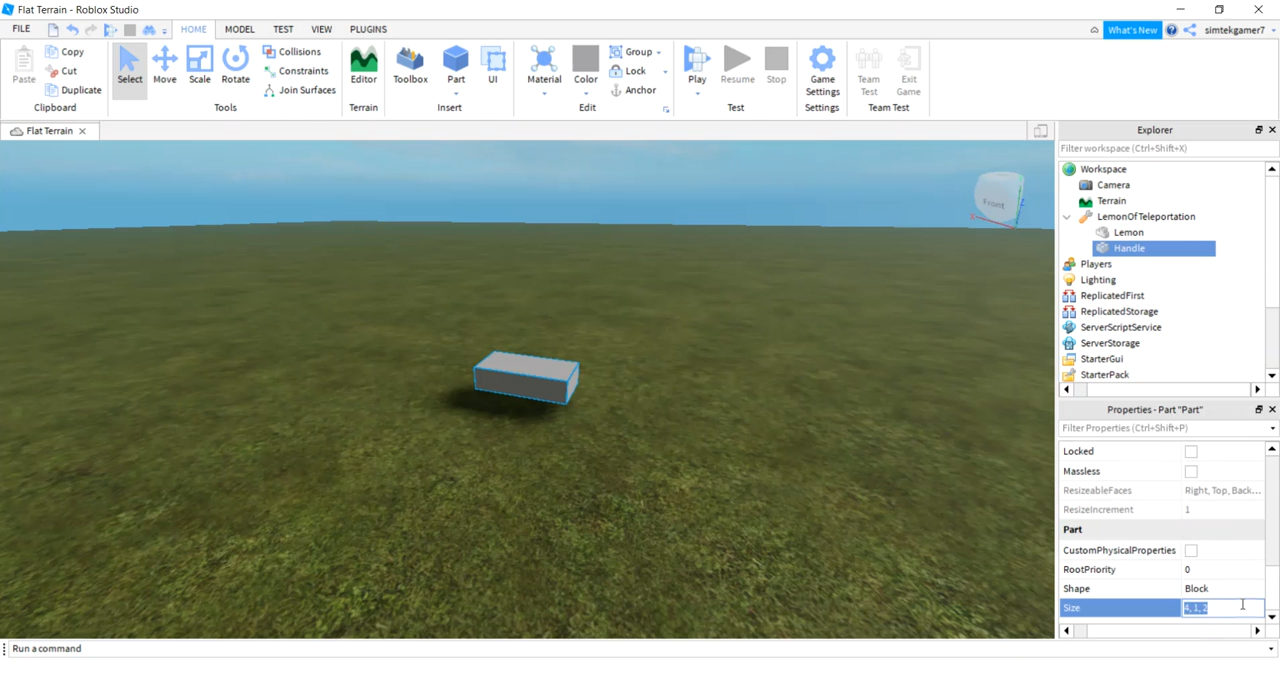 Flat Terrain - Roblox Studio
FILE HOME MODEL TEST VIEW PLUGINS What's New simtekgamer7
Paste Copy Cut Duplicate Clipboard
Select Move Scale Rotate Collisions Constraints Join Surfaces Tools
Editor Terrain
Toolbox Part UI Insert
Material Color Group Lock Anchor Edit
Play Resume Stop Test
Game Settings Settings
Team Test Exit Game Team Test
Flat Terrain
Front
X
Z
Explorer
Filter workspace (Ctrl+Shift+X)
Workspace
Camera
Terrain
LemonOfTeleportation
Lemon
Handle
Players
Lighting
ReplicatedFirst
ReplicatedStorage
ServerScriptService
ServerStorage
StarterGui
StarterPack
Properties - Part "Part"
Filter Properties (Ctrl+Shift+P)
Locked
Massless
ResizeableFaces Right, Top, Back...
ResizeIncrement 1
Part
CustomPhysicalProperties
RootPriority 0
Shape Block
Size 4, 1, 2
Run a command